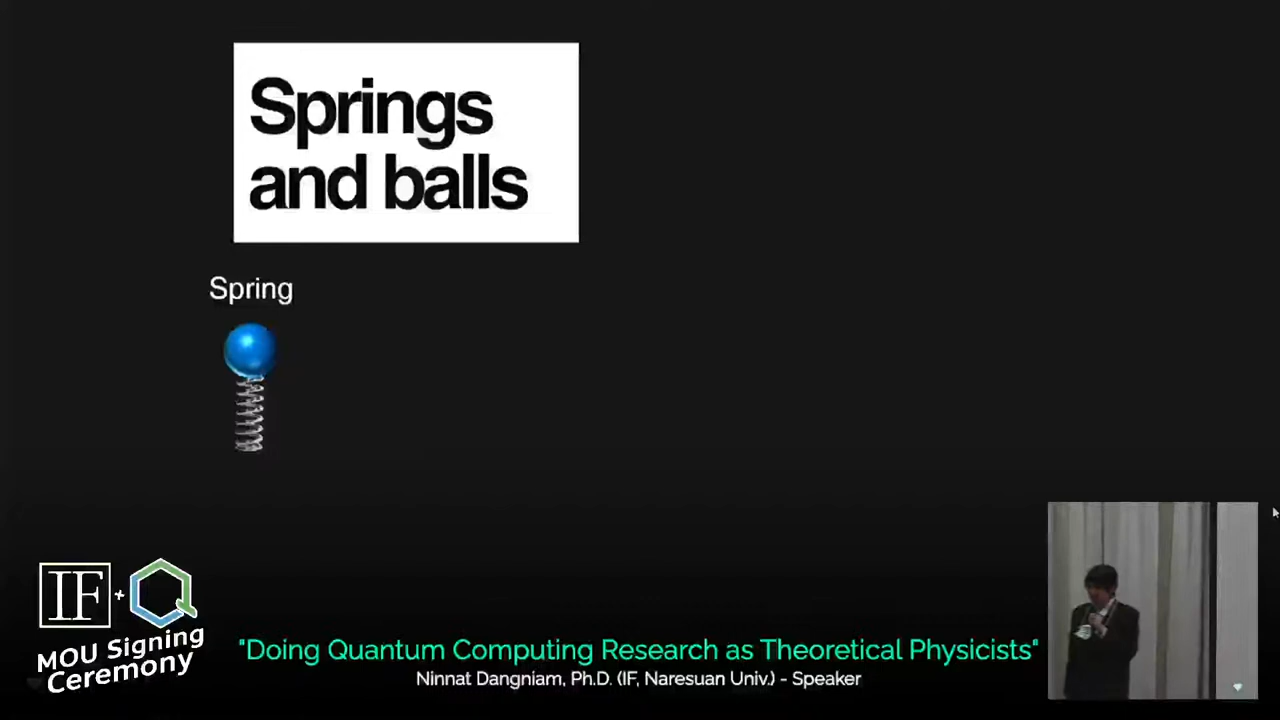 Springs
and balls
Spring
IF + Q
MOU Signing
Ceremony
"Doing Quantum Computing Research as Theoretical Physicists"
Ninnat Dangniam, Ph.D. (IF, Naresuan Univ.) - Speaker